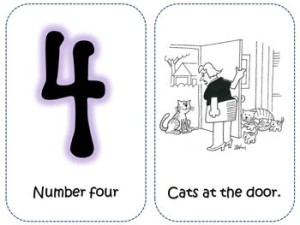 4
Number four
Cats at the door.